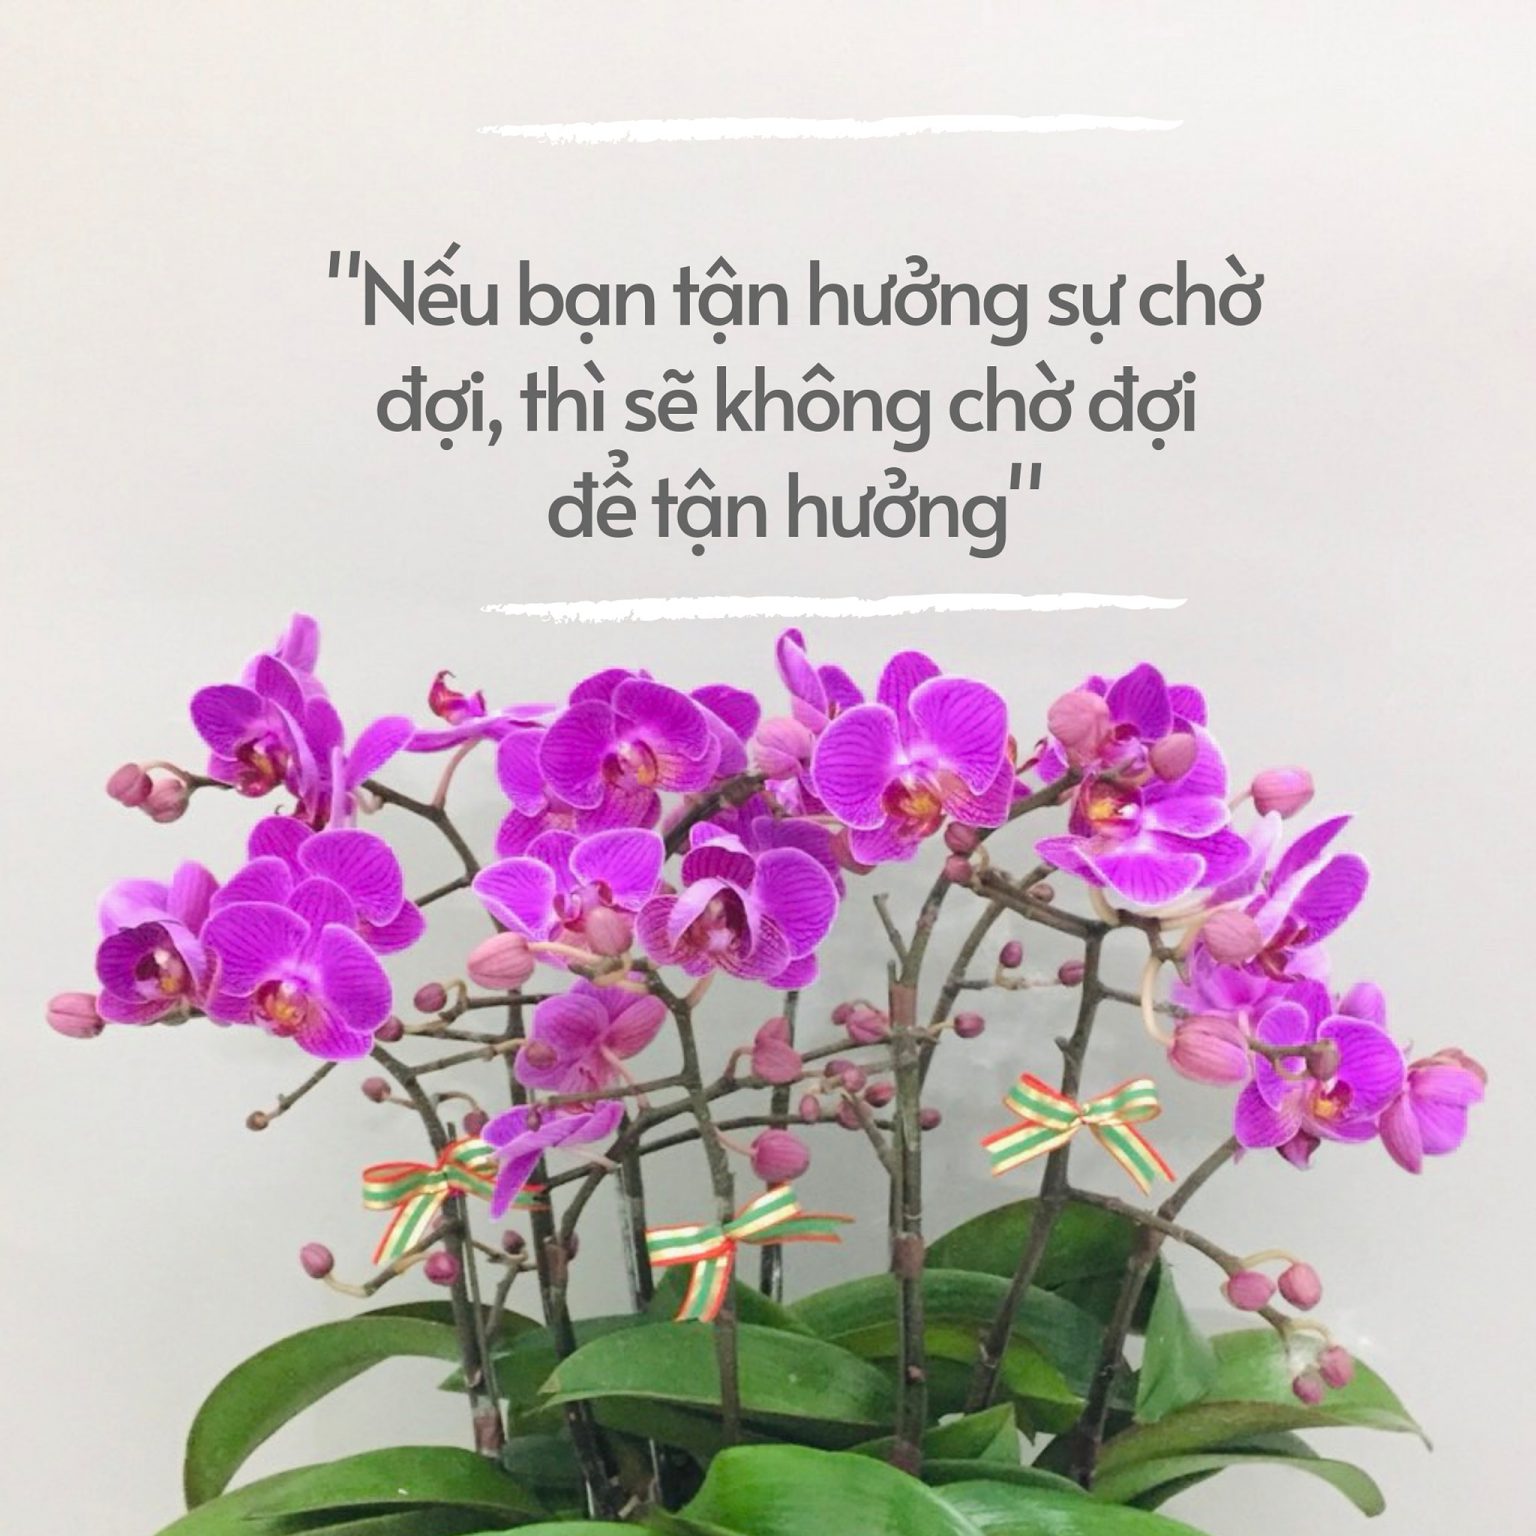 "Nếu bạn tận hưởng sự chờ
đợi, thì sẽ không chờ đợi
để tận hưởng"